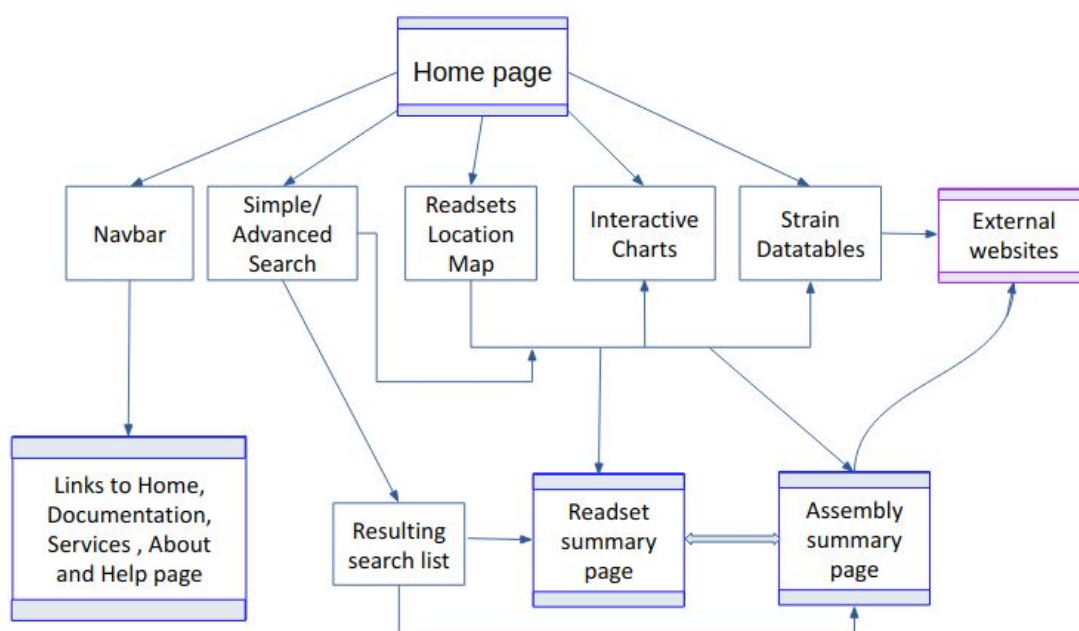 Home page
Navbar
Simple/
Advanced
Search
Readsets
Location
Map
Interactive
Charts
Strain
Datatables
External
websites
Links to Home,
Documentation,
Services , About
and Help page
Resulting
search list
Readset
summary
page
Assembly
summary
page